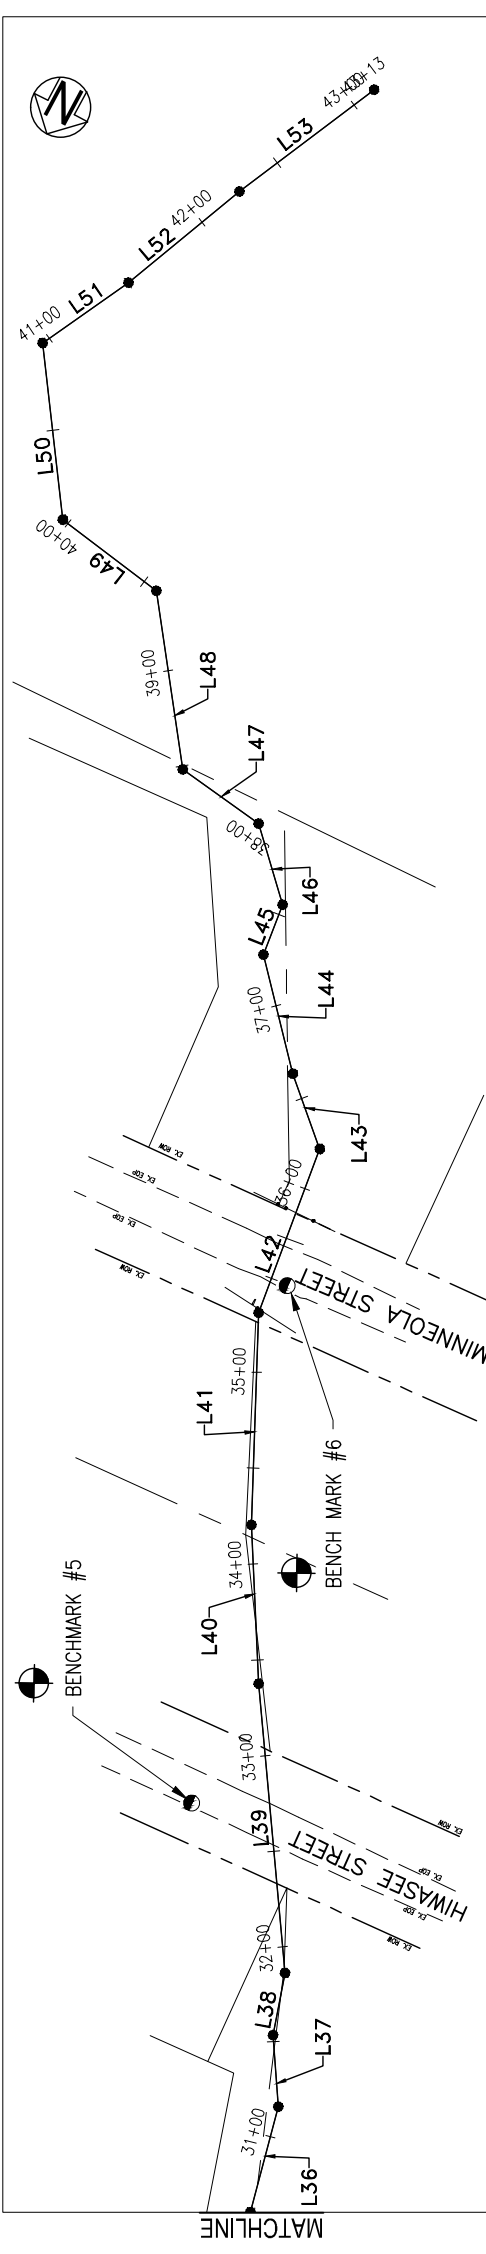 N
43+00
43+13
L53
42+00
L52
L51
41+00
L50
40+00
L49
39+00
L48
L47
38+00
L46
L45
L44
37+00
L43
EX. ROW
EX. EOP
EX. EOP
EX. ROW
36+00
L42
MINNEOLA STREET
35+00
L41
BENCH MARK #6
34+00
L40
BENCHMARK #5
33+00
L39
EX. ROW
EX. EOP
EX. EOP
EX. ROW
HIWASEE STREET
32+00
L38
L37
31+00
L36
MATCHLINE